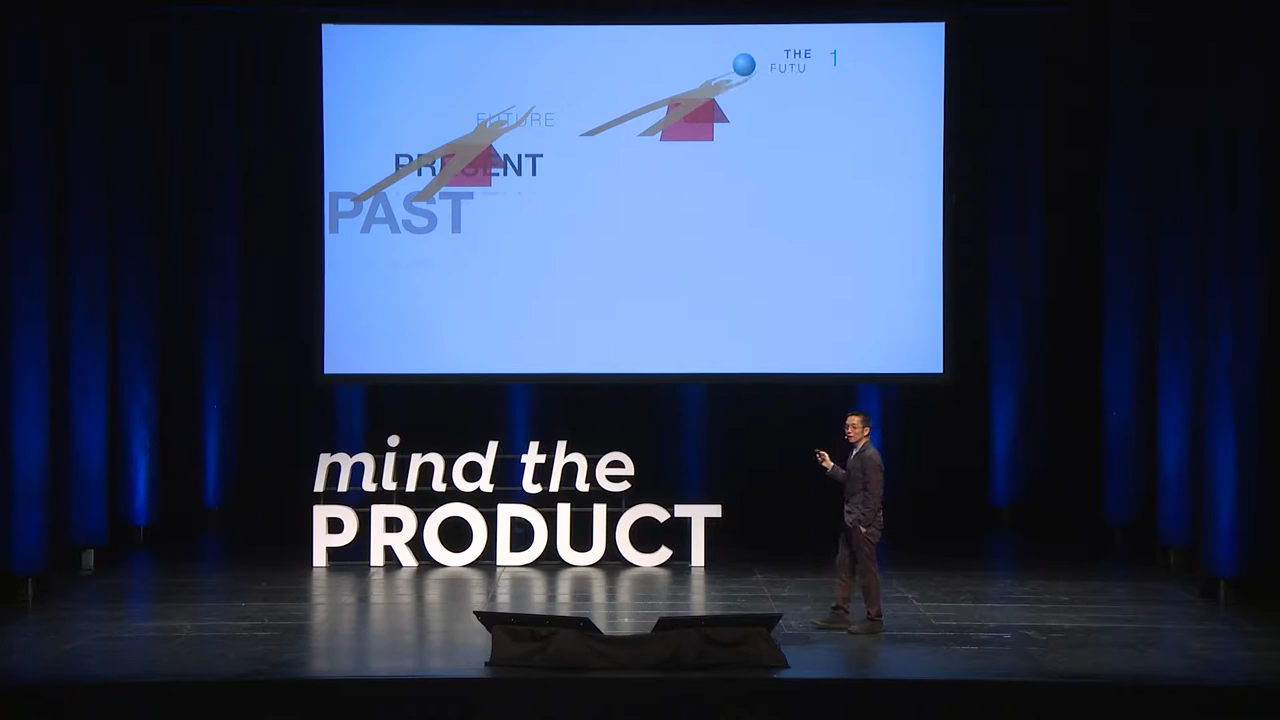 THE 1
FUTU
FUTURE
PRESENT
PAST
mind the
PRODUCT